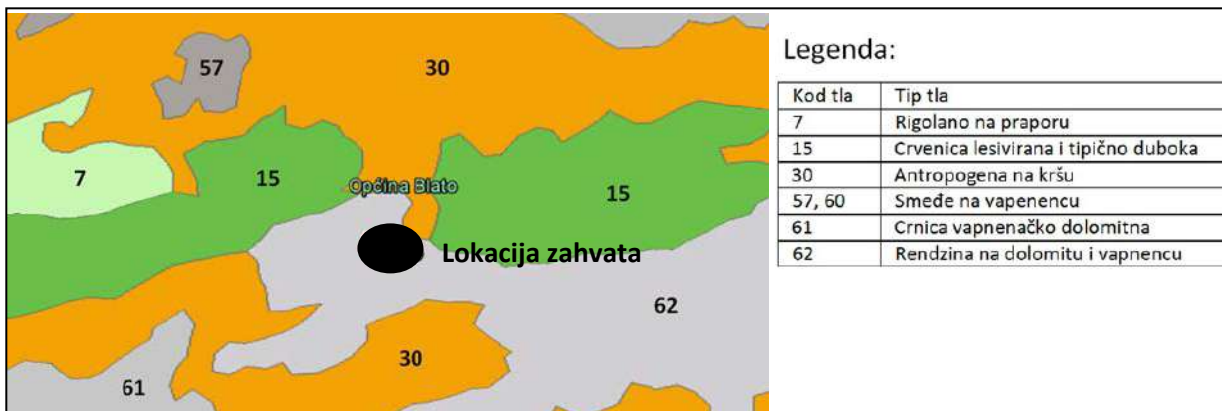 57
30
7
15
Općina Blato
15
Lokacija zahvata
62
30
61
Legenda:
Kod tla Tip tla
7 Rigolano na praporu
15 Crvenica lesivirana i tipično duboka
30 Antropogena na kršu
57, 60 Smeđe na vapenencu
61 Crnica vapnenačko dolomitna
62 Rendzina na dolomitu i vapnencu